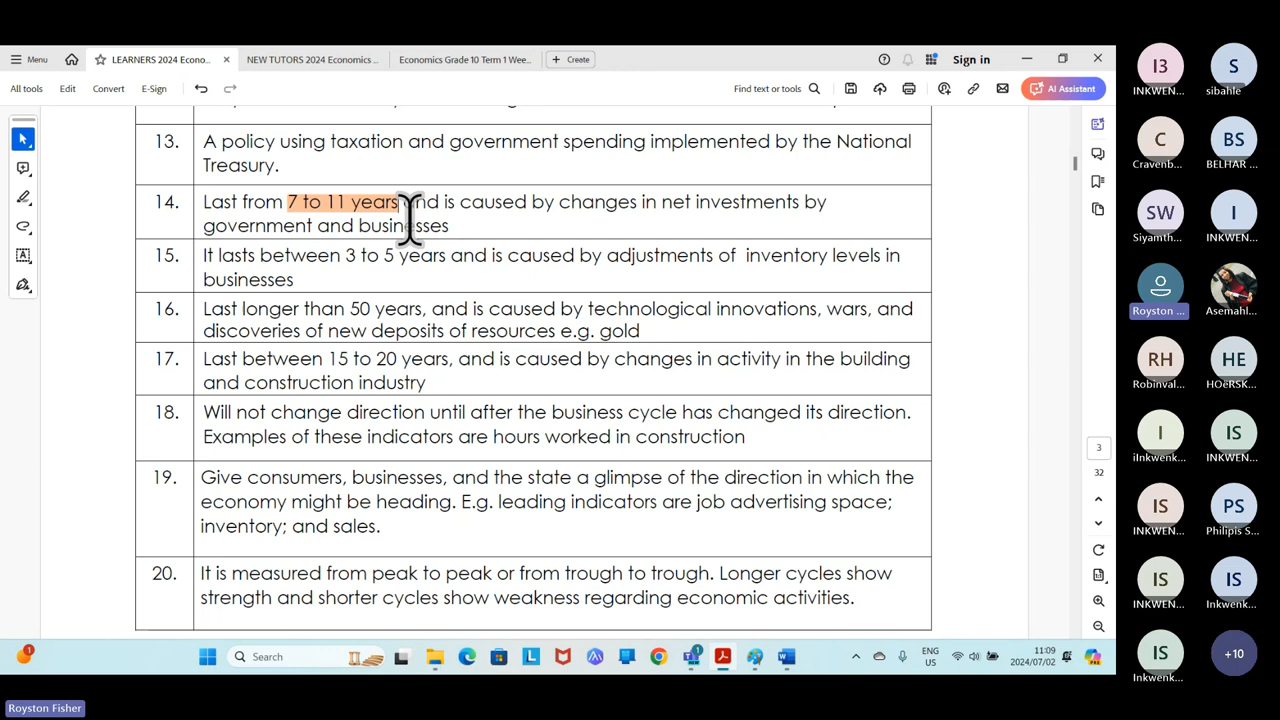 Menu
LEARNERS 2024 Econo...
NEW TUTORS 2024 Economics ...
Economics Grade 10 Term 1 Wee...
Create
Sign in
All tools
Edit
Convert
E-Sign
Find text or tools
AI Assistant
13. A policy using taxation and government spending implemented by the National
Treasury.
14. Last from 7 to 11 years and is caused by changes in net investments by
government and businesses
15. It lasts between 3 to 5 years and is caused by adjustments of inventory levels in
businesses
16. Last longer than 50 years, and is caused by technological innovations, wars, and
discoveries of new deposits of resources e.g. gold
17. Last between 15 to 20 years, and is caused by changes in activity in the building
and construction industry
18. Will not change direction until after the business cycle has changed its direction.
Examples of these indicators are hours worked in construction
19. Give consumers, businesses, and the state a glimpse of the direction in which the
economy might be heading. E.g. leading indicators are job advertising space;
inventory; and sales.
20. It is measured from peak to peak or from trough to trough. Longer cycles show
strength and shorter cycles show weakness regarding economic activities.
3
32
Search
ENG
US
11:09
2024/07/02
I3
INKWEN...
S
sibahle
C
Cravenb...
BS
BELHAR ...
SW
Siyamth...
I
INKWEN...
Royston ...
Asemahl...
RH
Robinval...
HE
HOëRSK...
I
iInkwenk...
IS
INKWEN...
IS
INKWEN...
PS
Philipis S...
IS
INKWEN...
IS
Inkwenk...
IS
Inkwenk...
+10
Royston Fisher